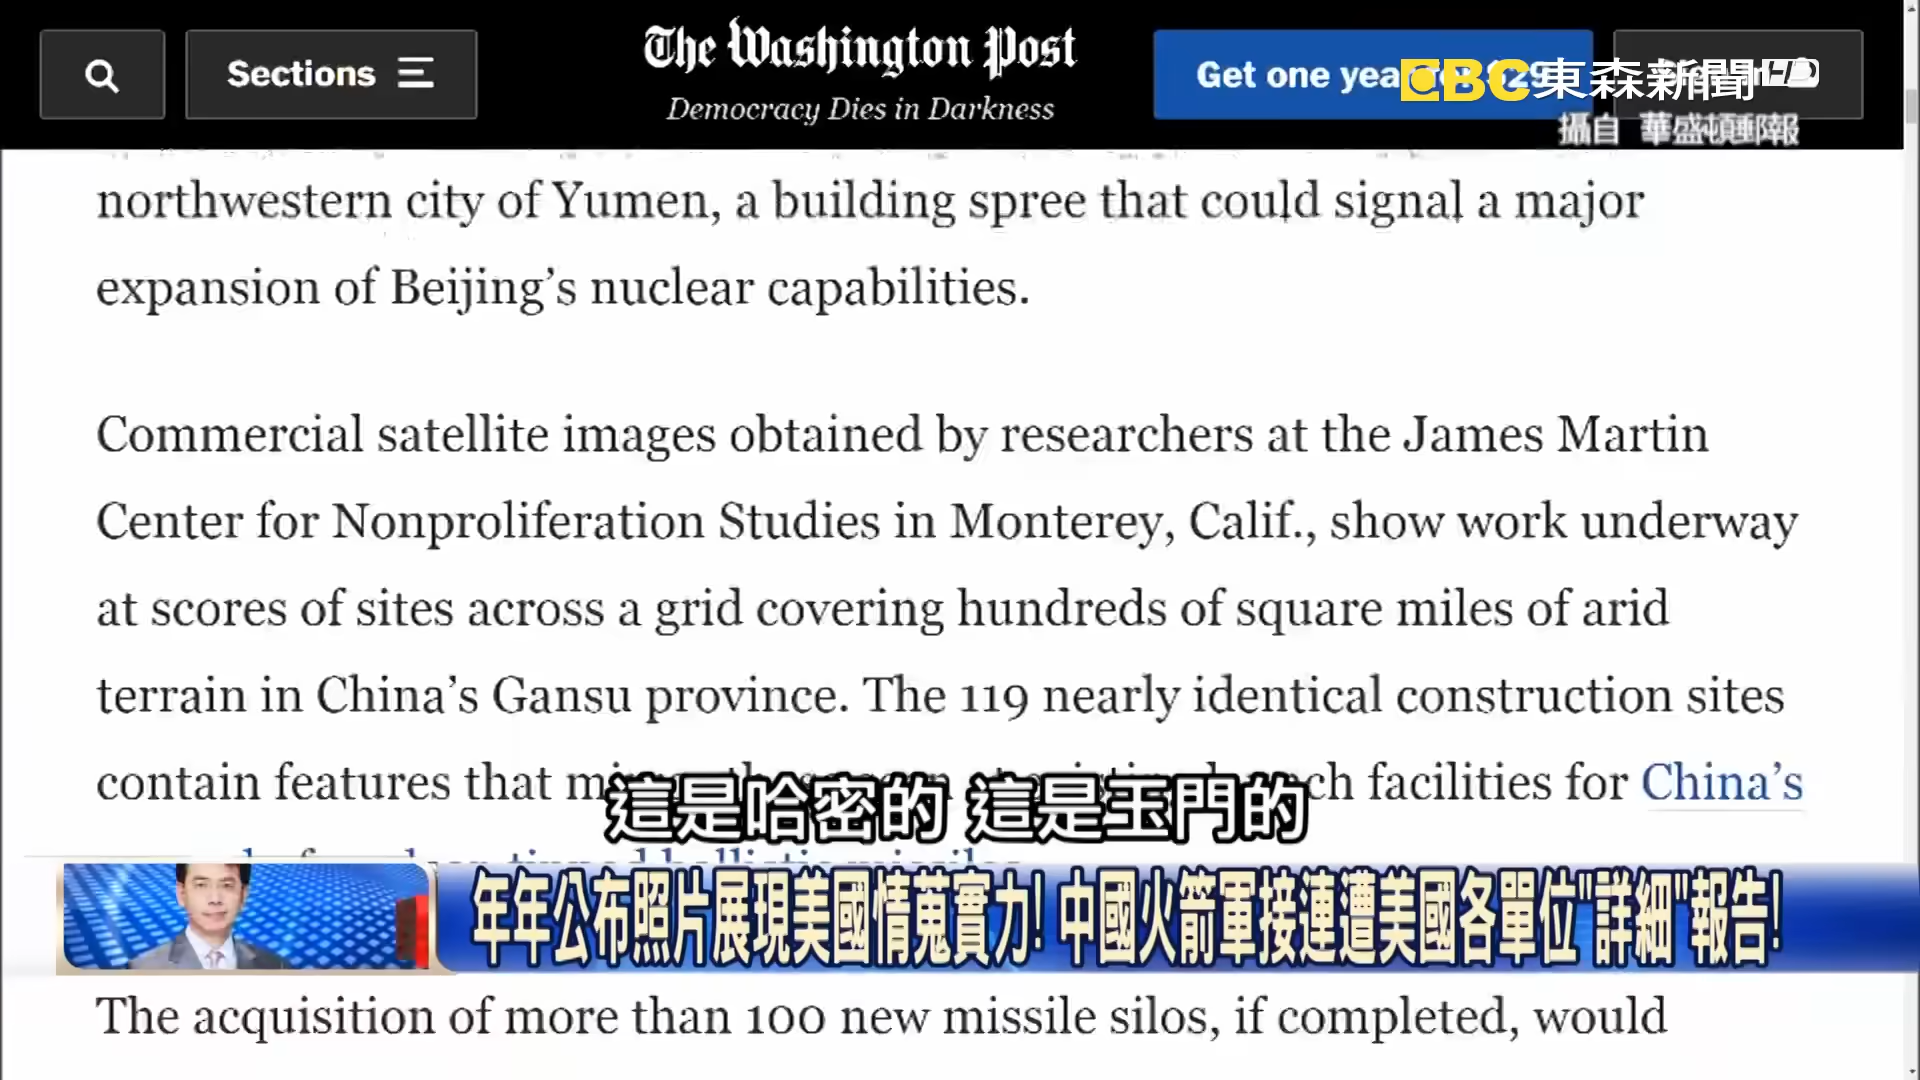 Sections
The Washington Post
Democracy Dies in Darkness
Get one year for $29
EBC東森新聞HD
攝自 華盛頓郵報
northwestern city of Yumen, a building spree that could signal a major
expansion of Beijing's nuclear capabilities.
Commercial satellite images obtained by researchers at the James Martin
Center for Nonproliferation Studies in Monterey, Calif., show work underway
at scores of sites across a grid covering hundreds of square miles of arid
terrain in China's Gansu province. The 119 nearly identical construction sites
contain features that facilities for China's
這是哈密的 這是玉門的
年年公布照片展現美國情蒐實力! 中國火箭軍接連遭美國各單位"詳細"報告!
The acquisition of more than 100 new missile silos, if completed, would